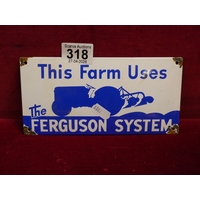 318
This Farm Uses
The
FERGUSON SYSTEM